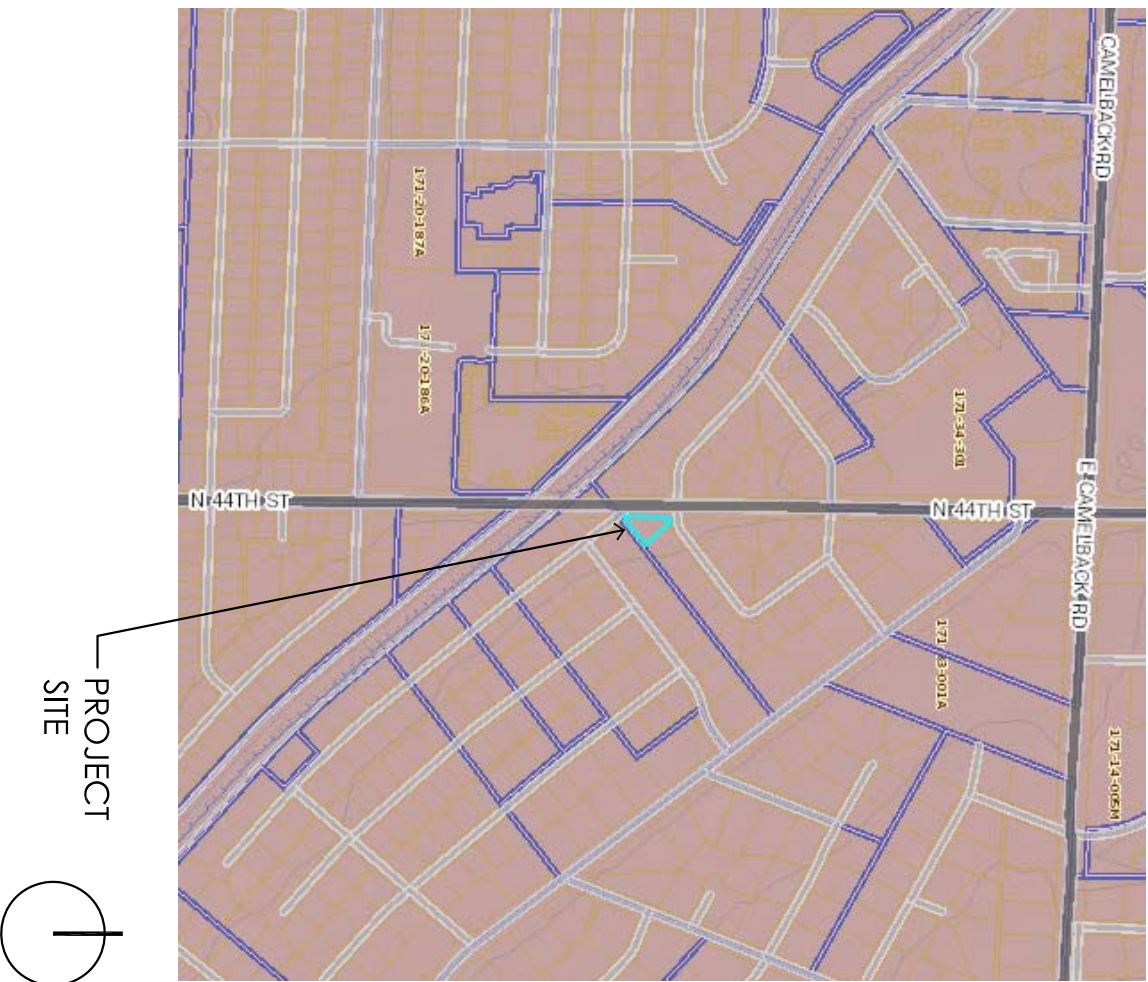 CAMELBACK RD
171-20-187A
171-20-186A
171-34-301
N 44TH ST
N 44TH ST
E CAMELBACK RD
171-14-005M
PROJECT
SITE